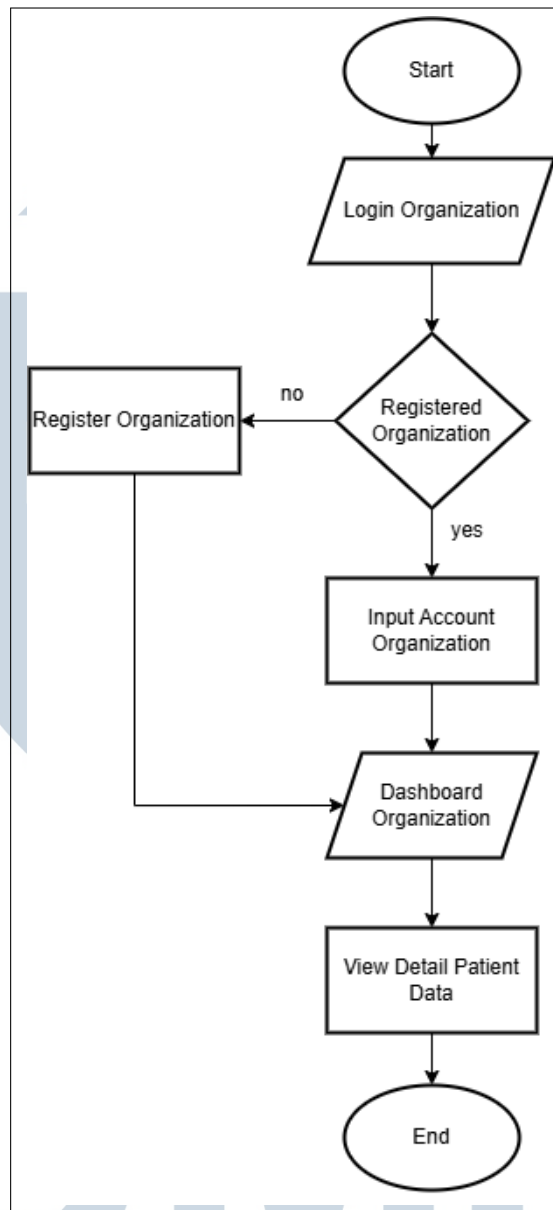 Start
Login Organization
Registered
Organization
no
Register Organization
yes
Input Account
Organization
Dashboard
Organization
View Detail Patient
Data
End